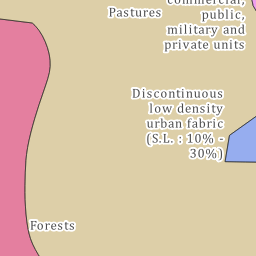 commercial,
public,
military and
private units
Pastures
Discontinuous
low density
urban fabric
(S.L. : 10% -
30%)
Forests